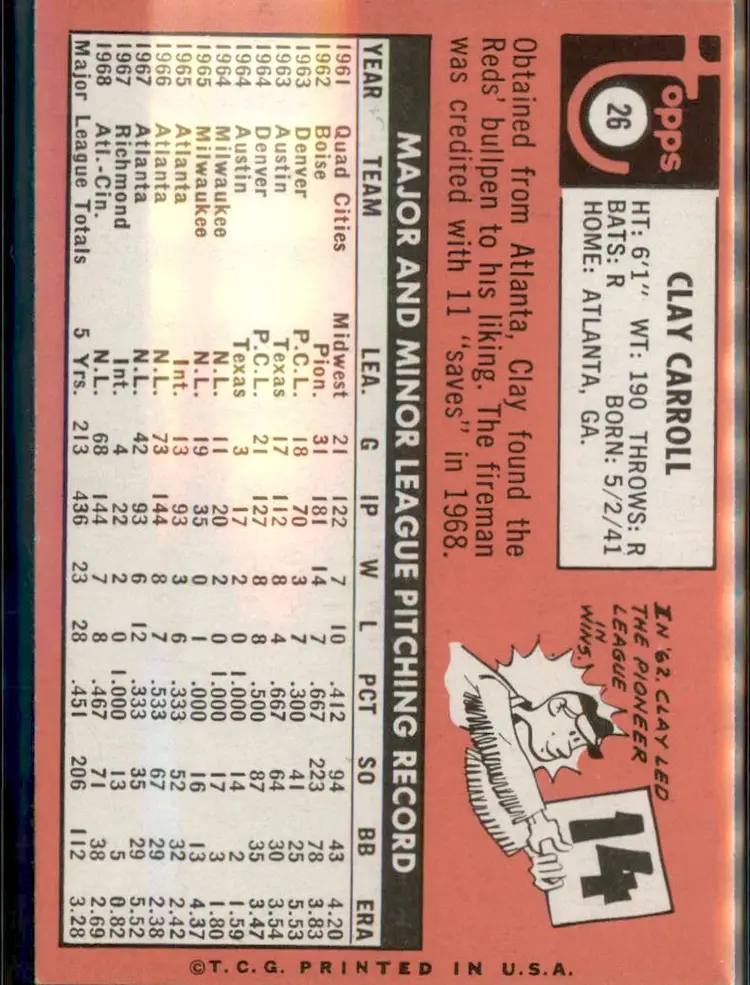 Topps
26
CLAY CARROLL
HT: 6'1" WT: 190 THROWS: R
BATS: R BORN: 5/2/41
HOME: ATLANTA, GA.
Obtained from Atlanta, Clay found the
Reds' bullpen to his liking. The fireman
was credited with 11 "saves" in 1968.
IN '62, CLAY LED
THE PIONEER
LEAGUE
IN
WINS.
14
MAJOR AND MINOR LEAGUE PITCHING RECORD
YEAR TEAM LEA. G IP W L PCT SO BB ERA
1961 Quad Cities Midwest 21 122 7 10 .412 94 43 4.20
1962 Boise Pion. 31 181 14 7 .667 223 78 3.83
1963 Denver P.C.L. 18 70 3 7 .300 41 25 5.53
1963 Austin Texas 17 112 8 4 .667 64 30 3.54
1964 Denver P.C.L. 21 127 8 8 .500 87 35 3.47
1964 Austin Texas 3 17 2 0 1.000 14 2 1.59
1964 Milwaukee N.L. 11 20 2 0 1.000 17 3 1.80
1965 Milwaukee N.L. 19 35 0 1 .000 16 13 4.37
1965 Atlanta Int. 13 93 3 6 .333 52 32 2.42
1966 Atlanta N.L. 73 144 8 7 .533 67 29 2.38
1967 Atlanta N.L. 42 93 6 12 .333 35 29 5.52
1967 Richmond Int. 4 22 2 0 1.000 13 5 0.82
1968 Atl.-Cin. N.L. 68 144 7 8 .467 71 38 2.69
Major League Totals 5 Yrs. 213 436 23 28 .451 206 112 3.28
©T.C.G. PRINTED IN U.S.A.